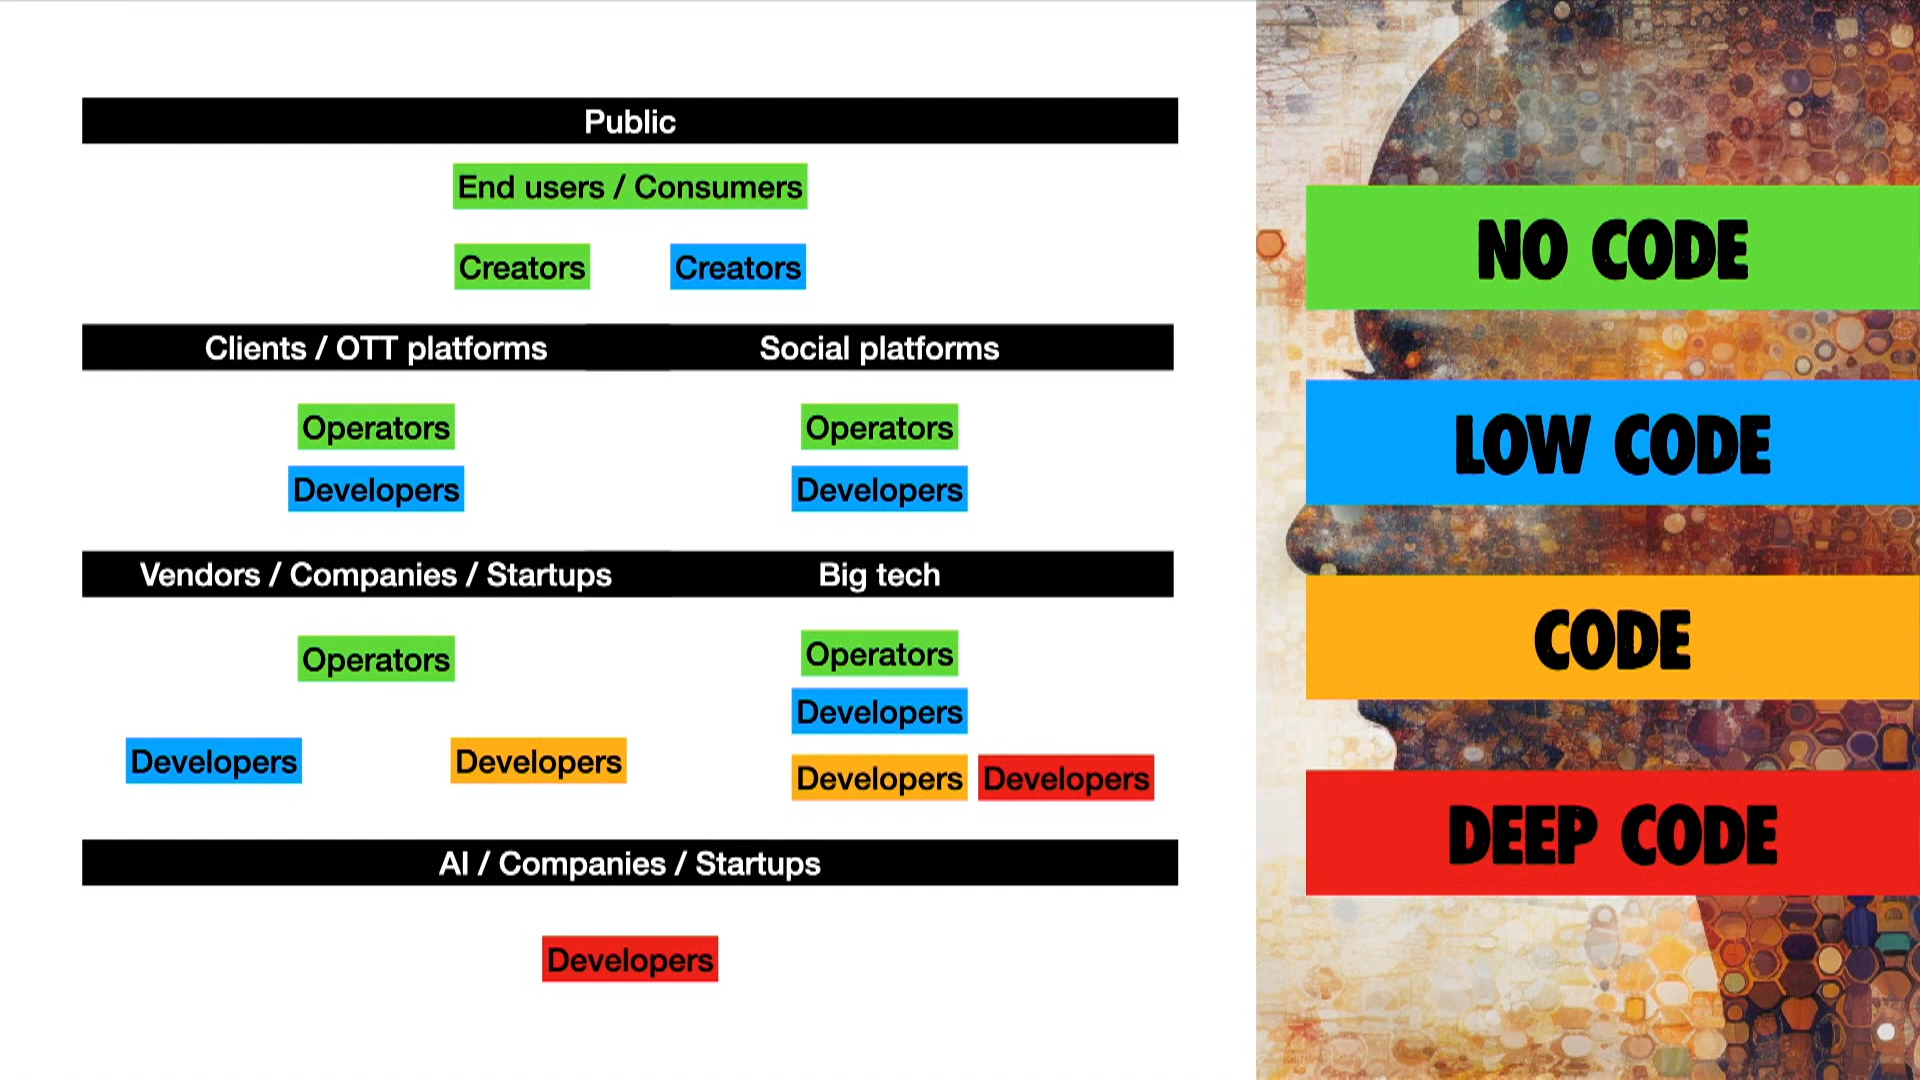 Public
End users / Consumers
Creators
Creators
Clients / OTT platforms
Social platforms
Operators
Operators
Developers
Developers
Vendors / Companies / Startups
Big tech
Operators
Operators
Developers
Developers
Developers
Developers
Developers
AI / Companies / Startups
Developers
NO CODE
LOW CODE
CODE
DEEP CODE